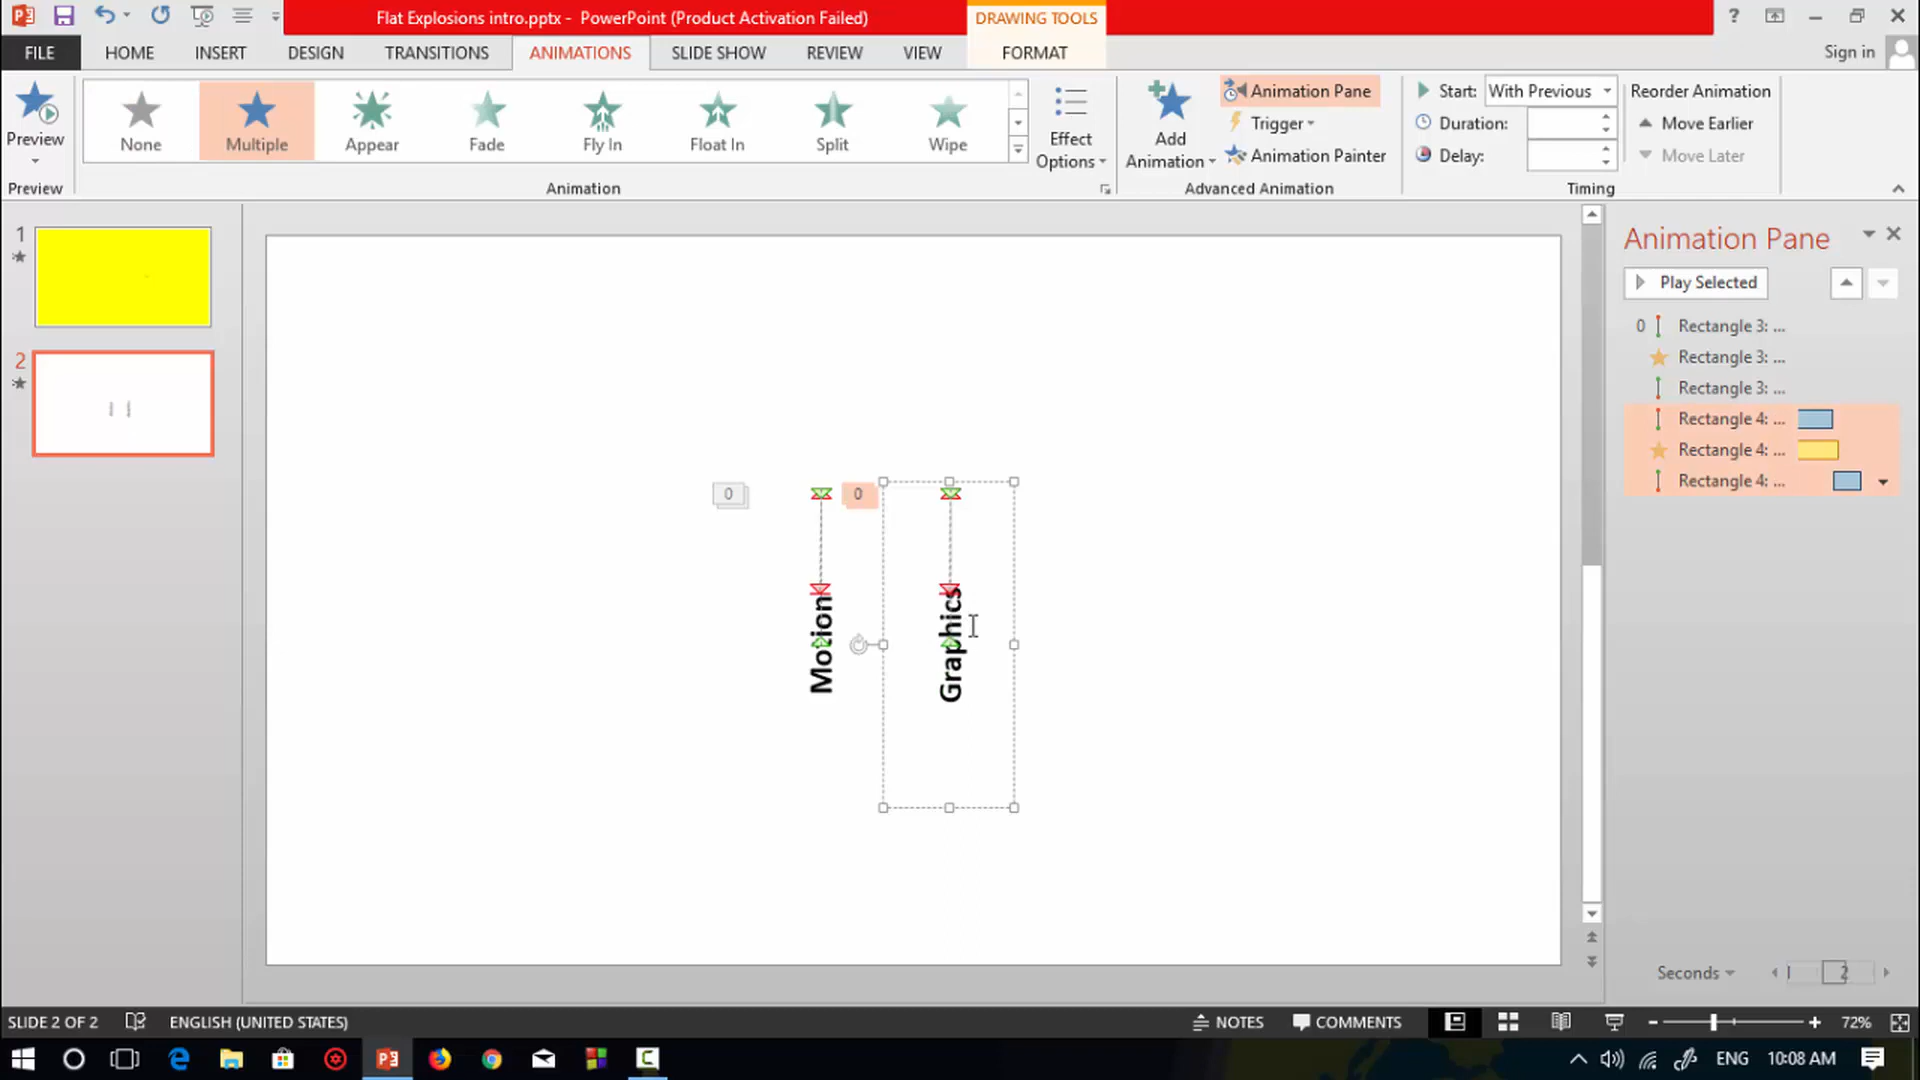 Flat Explosions intro.pptx - PowerPoint (Product Activation Failed)
DRAWING TOOLS
?
FILE
HOME
INSERT
DESIGN
TRANSITIONS
ANIMATIONS
SLIDE SHOW
REVIEW
VIEW
FORMAT
Sign in
Preview
None
Multiple
Appear
Fade
Fly In
Float In
Split
Wipe
Effect
Options
Add
Animation
Animation Pane
Trigger
Animation Painter
Start: With Previous
Duration:
Delay:
Reorder Animation
Move Earlier
Move Later
Preview
Animation
Advanced Animation
Timing
1
2
0
0
Motion
Graphics
Animation Pane
Play Selected
0 Rectangle 3: ...
Rectangle 3: ...
Rectangle 3: ...
Rectangle 4: ...
Rectangle 4: ...
Rectangle 4: ...
Seconds
2
SLIDE 2 OF 2
ENGLISH (UNITED STATES)
NOTES
COMMENTS
72%
ENG
10:08 AM